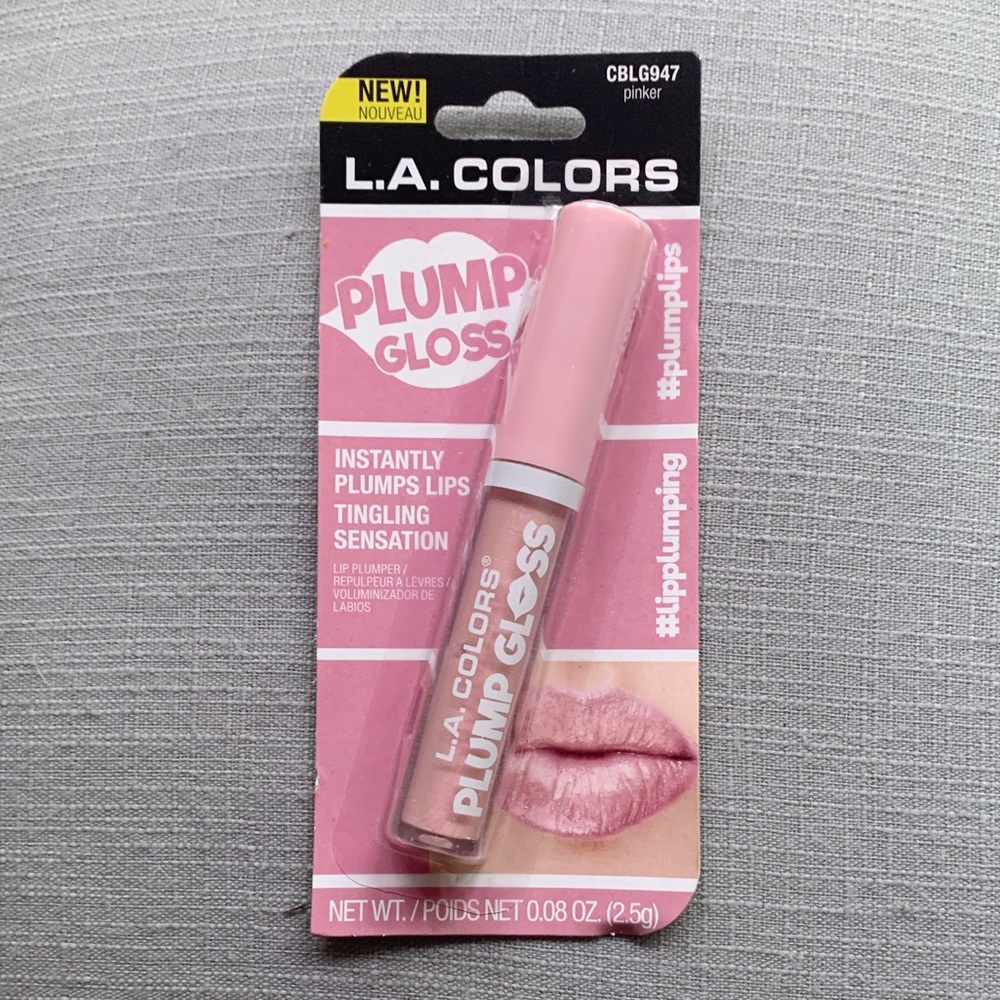 NEW!
NOUVEAU
CBLG947
pinker
L.A. COLORS
PLUMP
GLOSS
#plumplips
INSTANTLY
PLUMPS LIPS
TINGLING
SENSATION
LIP PLUMPER /
REPULPEUR A LÈVRES /
VOLUMINIZADOR DE
LABIOS
#lipplumping
L.A. COLORS®
PLUMP GLOSS
NET WT. / POIDS NET 0.08 OZ. (2.5g)